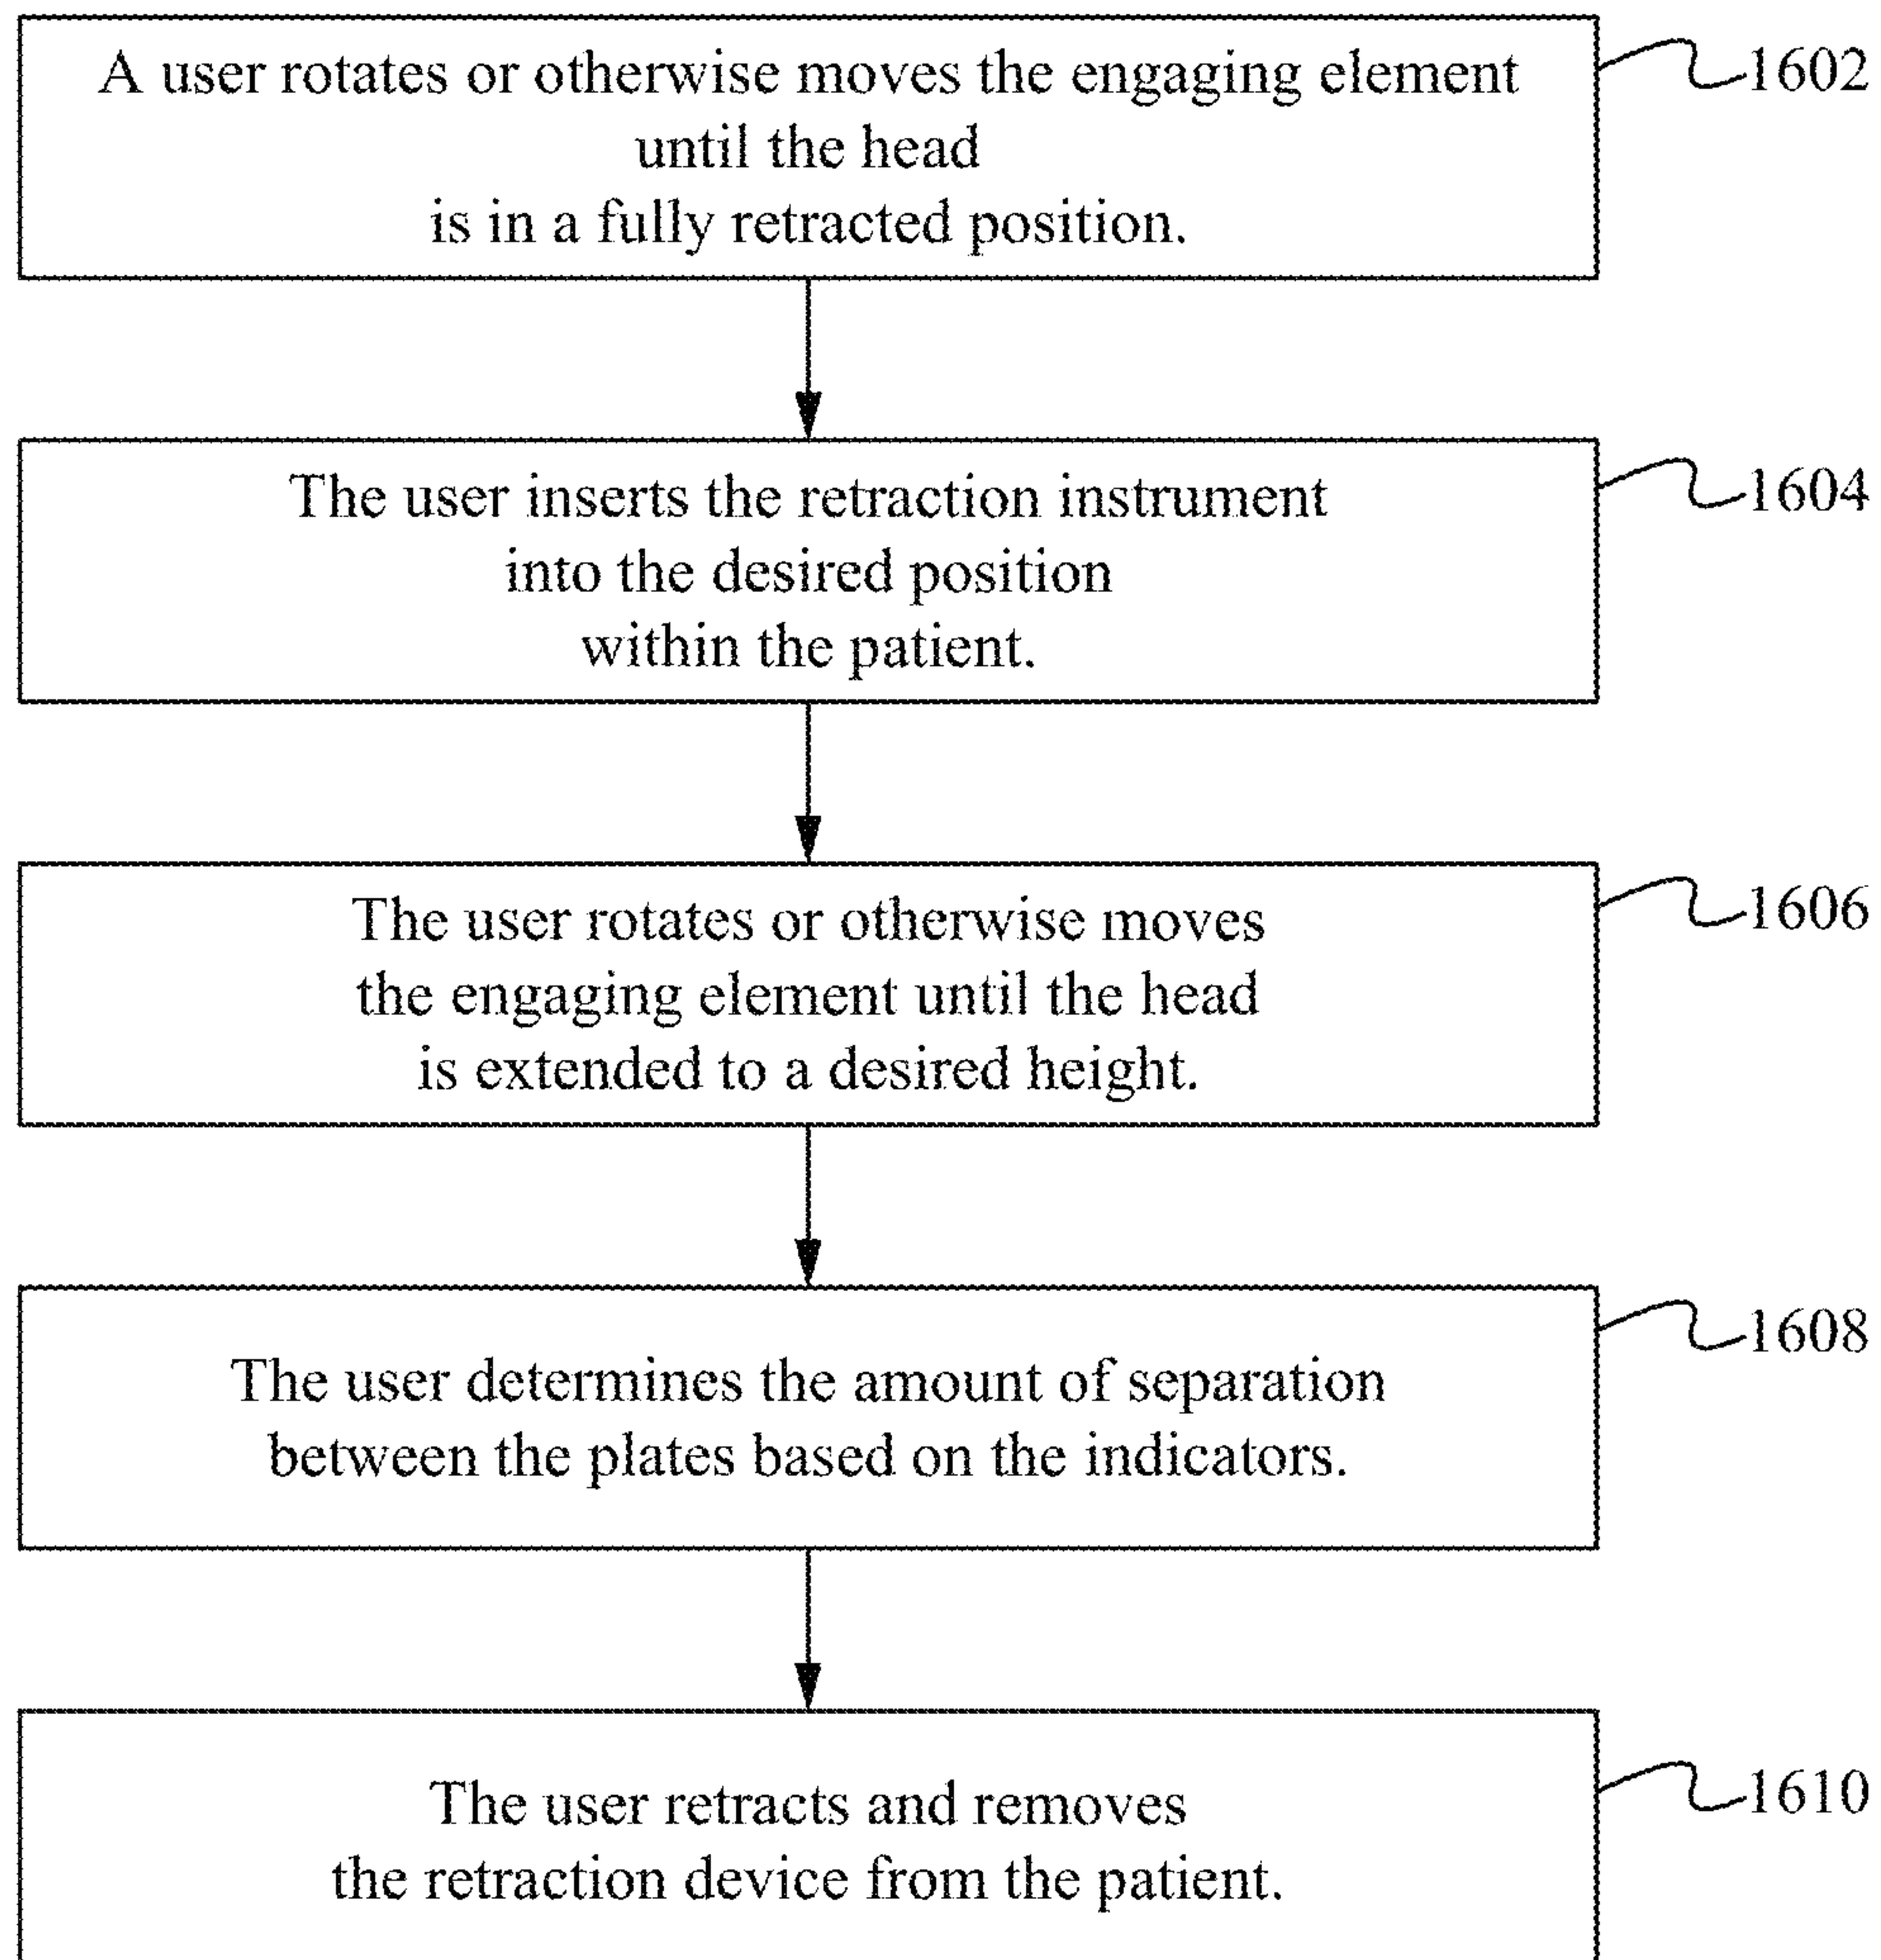 A user rotates or otherwise moves the engaging element
until the head
is in a fully retracted position.
1602
The user inserts the retraction instrument
into the desired position
within the patient.
1604
The user rotates or otherwise moves
the engaging element until the head
is extended to a desired height.
1606
The user determines the amount of separation
between the plates based on the indicators.
1608
The user retracts and removes
the retraction device from the patient.
1610